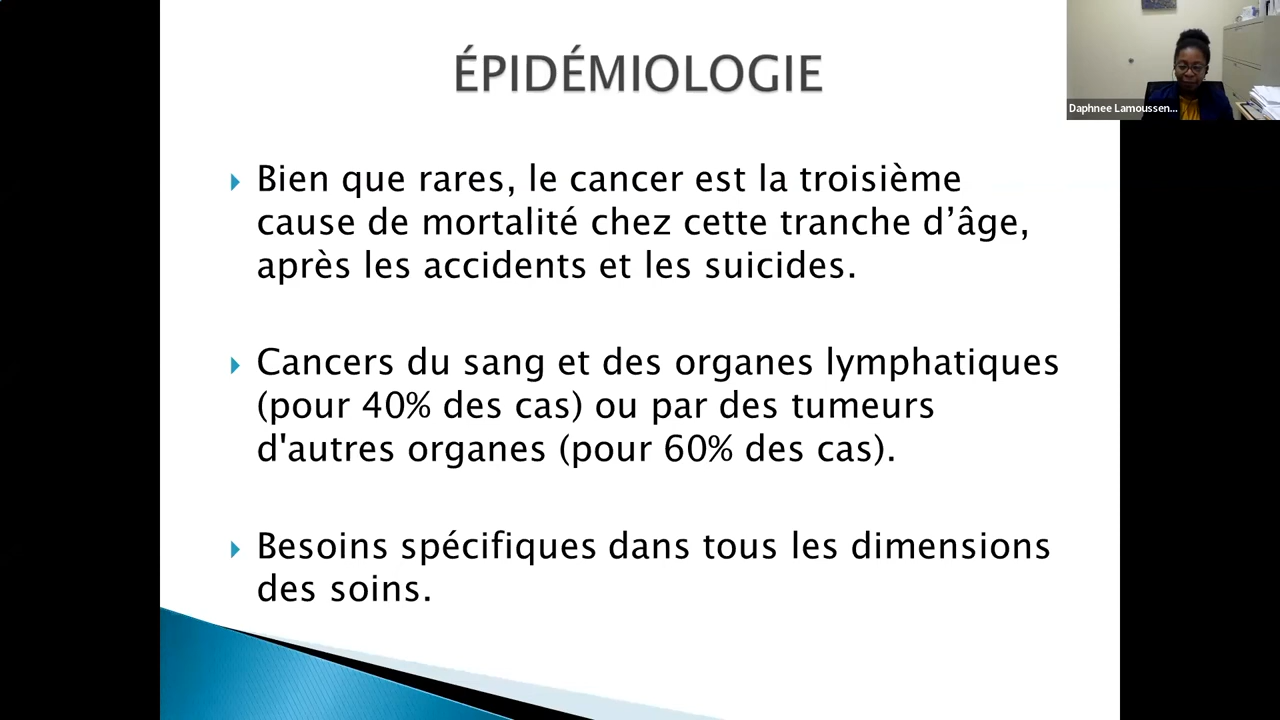 ÉPIDÉMIOLOGIE
Daphnee Lamoussen...
Bien que rares, le cancer est la troisième
cause de mortalité chez cette tranche d’âge,
après les accidents et les suicides.
Cancers du sang et des organes lymphatiques
(pour 40% des cas) ou par des tumeurs
d'autres organes (pour 60% des cas).
Besoins spécifiques dans tous les dimensions
des soins.